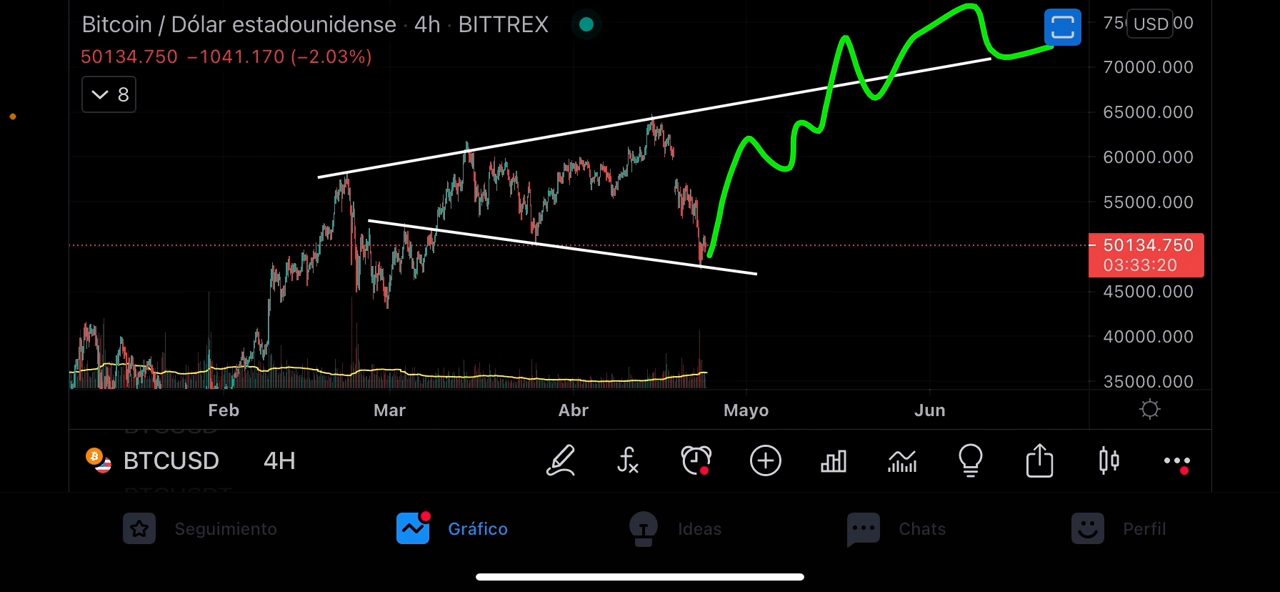 Bitcoin / Dólar estadounidense · 4h · BITTREX
50134.750 −1041.170 (−2.03%)
8
USD
70000.000
65000.000
60000.000
55000.000
50134.750
03:33:20
45000.000
40000.000
35000.000
Feb Mar Abr Mayo Jun
BTCUSD 4H
Seguimiento Gráfico Ideas Chats Perfil